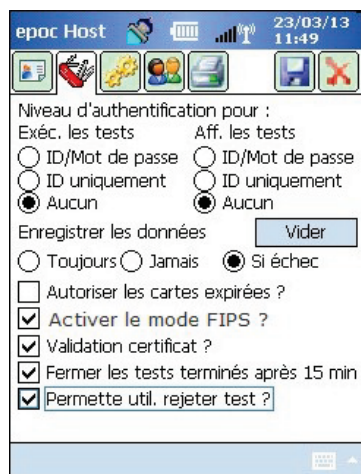 epoc Host 23/03/13
11:49
Niveau d'authentification pour :
Exéc. les tests Aff. les tests
ID/Mot de passe ID/Mot de passe
ID uniquement ID uniquement
Aucun Aucun
Enregistrer les données Vider
Toujours Jamais Si échec
Autoriser les cartes expirées ?
Activer le mode FIPS ?
Validation certificat ?
Fermer les tests terminés après 15 min
Permette util. rejeter test ?